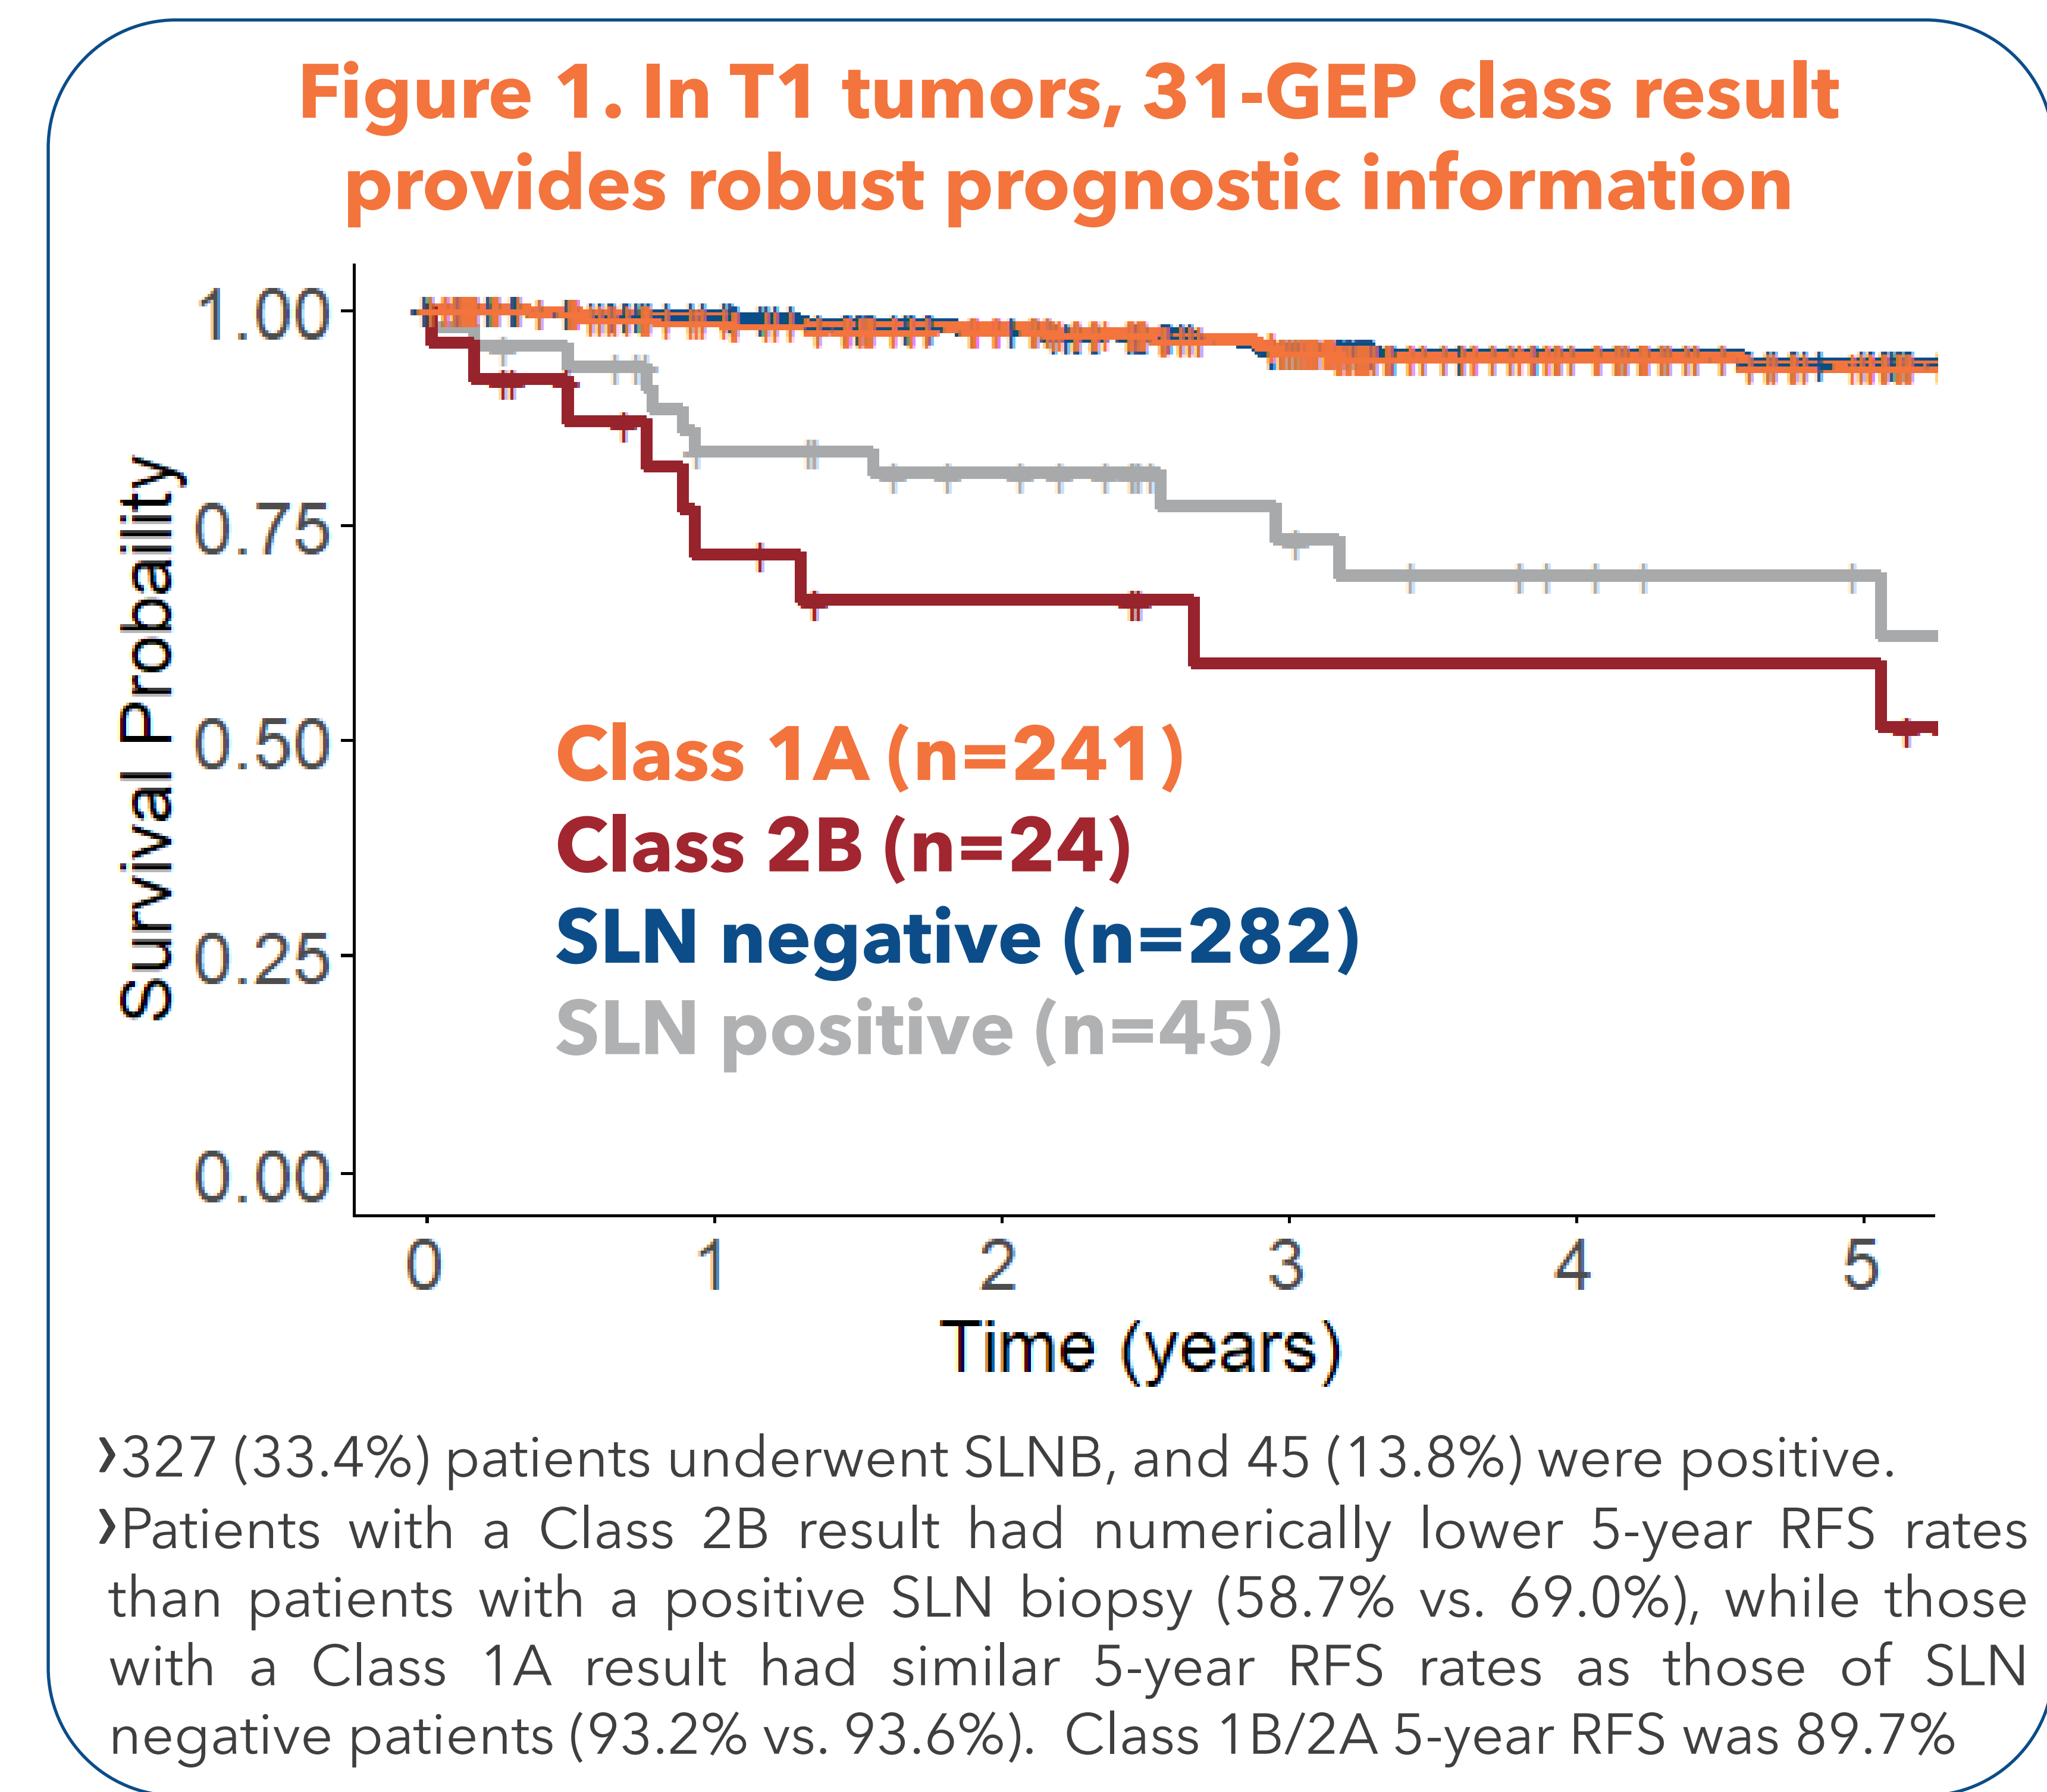 Figure 1. In T1 tumors, 31-GEP class result
provides robust prognostic information
Survival Probability
1.00
0.75
0.50
0.25
0.00
Class 1A (n=241)
Class 2B (n=24)
SLN negative (n=282)
SLN positive (n=45)
0 1 2 3 4 5
Time (years)
›327 (33.4%) patients underwent SLNB, and 45 (13.8%) were positive.
›Patients with a Class 2B result had numerically lower 5-year RFS rates
than patients with a positive SLN biopsy (58.7% vs. 69.0%), while those
with a Class 1A result had similar 5-year RFS rates as those of SLN
negative patients (93.2% vs. 93.6%). Class 1B/2A 5-year RFS was 89.7%